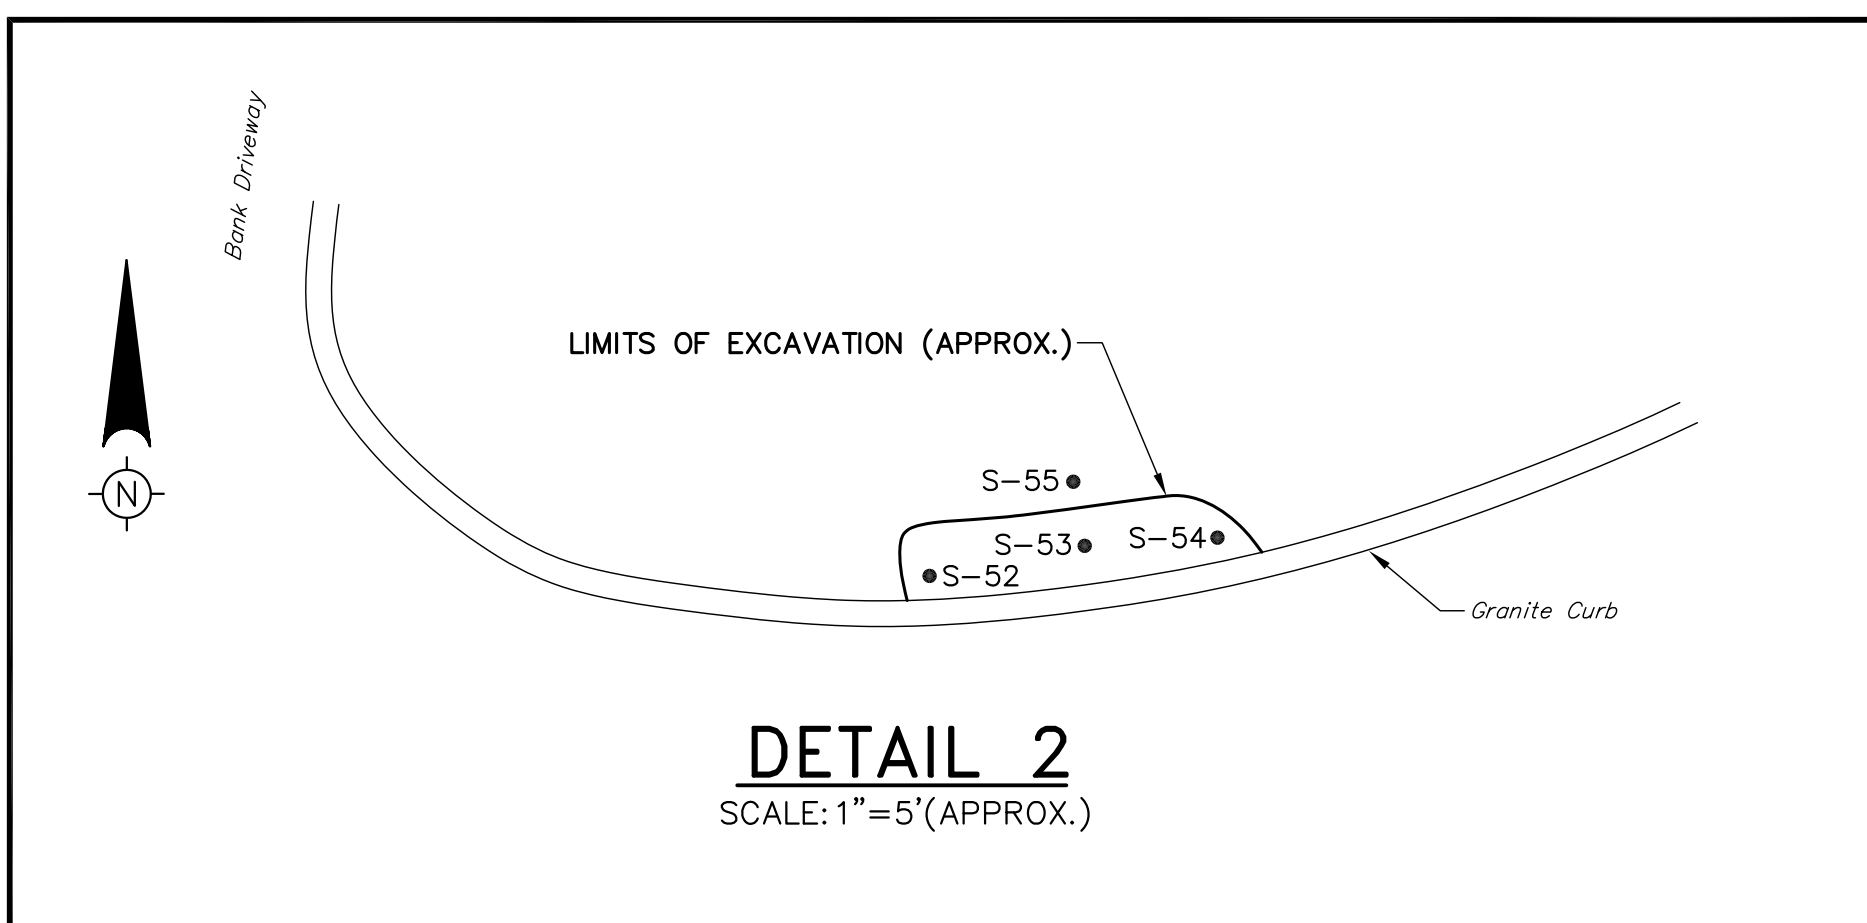 Bank Driveway
LIMITS OF EXCAVATION (APPROX.)
S-55
S-53
S-54
S-52
N
Granite Curb
DETAIL 2
SCALE: 1"=5'(APPROX.)